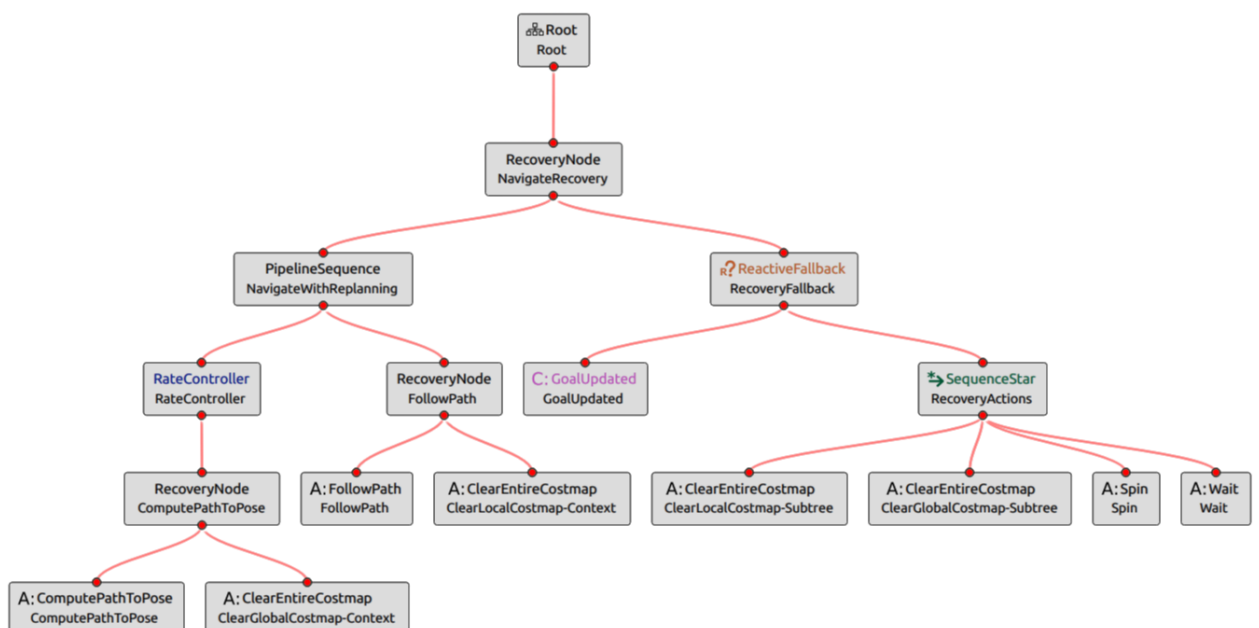 Root
Root
RecoveryNode
NavigateRecovery
PipelineSequence
NavigateWithReplanning
R? ReactiveFallback
RecoveryFallback
RateController
RateController
RecoveryNode
FollowPath
C: GoalUpdated
GoalUpdated
SequenceStar
RecoveryActions
RecoveryNode
ComputePathToPose
A: FollowPath
FollowPath
A: ClearEntireCostmap
ClearLocalCostmap-Context
A: ClearEntireCostmap
ClearLocalCostmap-Subtree
A: ClearEntireCostmap
ClearGlobalCostmap-Subtree
A: Spin
Spin
A: Wait
Wait
A: ComputePathToPose
ComputePathToPose
A: ClearEntireCostmap
ClearGlobalCostmap-Context